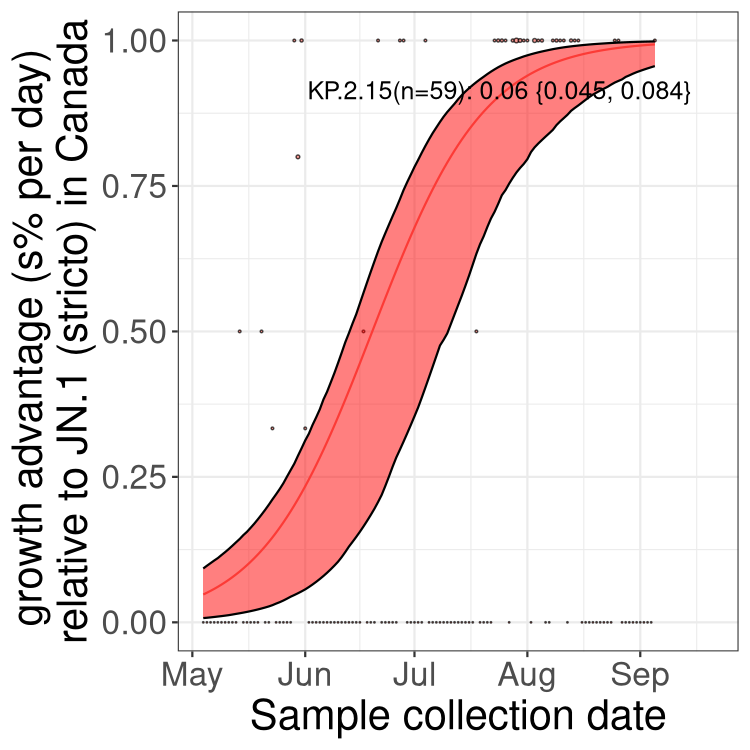 growth advantage (s% per day)
relative to JN.1 (stricto) in Canada
1.00
0.75
0.50
0.25
0.00
KP.2.15(n=59): 0.06 {0.045, 0.084}
May Jun Jul Aug Sep
Sample collection date